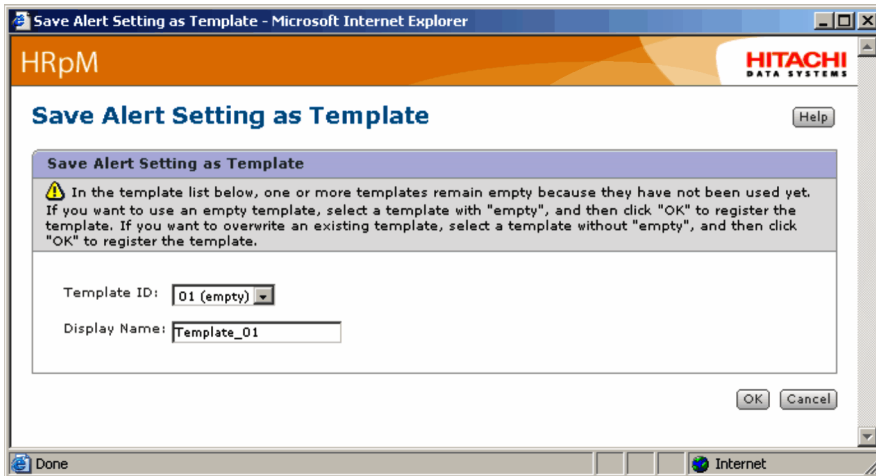 Save Alert Setting as Template - Microsoft Internet Explorer
HRpM
HITACHI
DATA SYSTEMS
Save Alert Setting as Template
Help
Save Alert Setting as Template
In the template list below, one or more templates remain empty because they have not been used yet.
If you want to use an empty template, select a template with "empty", and then click "OK" to register the
template. If you want to overwrite an existing template, select a template without "empty", and then click
"OK" to register the template.
Template ID: 01 (empty)
Display Name: Template_01
OK Cancel
Done Internet